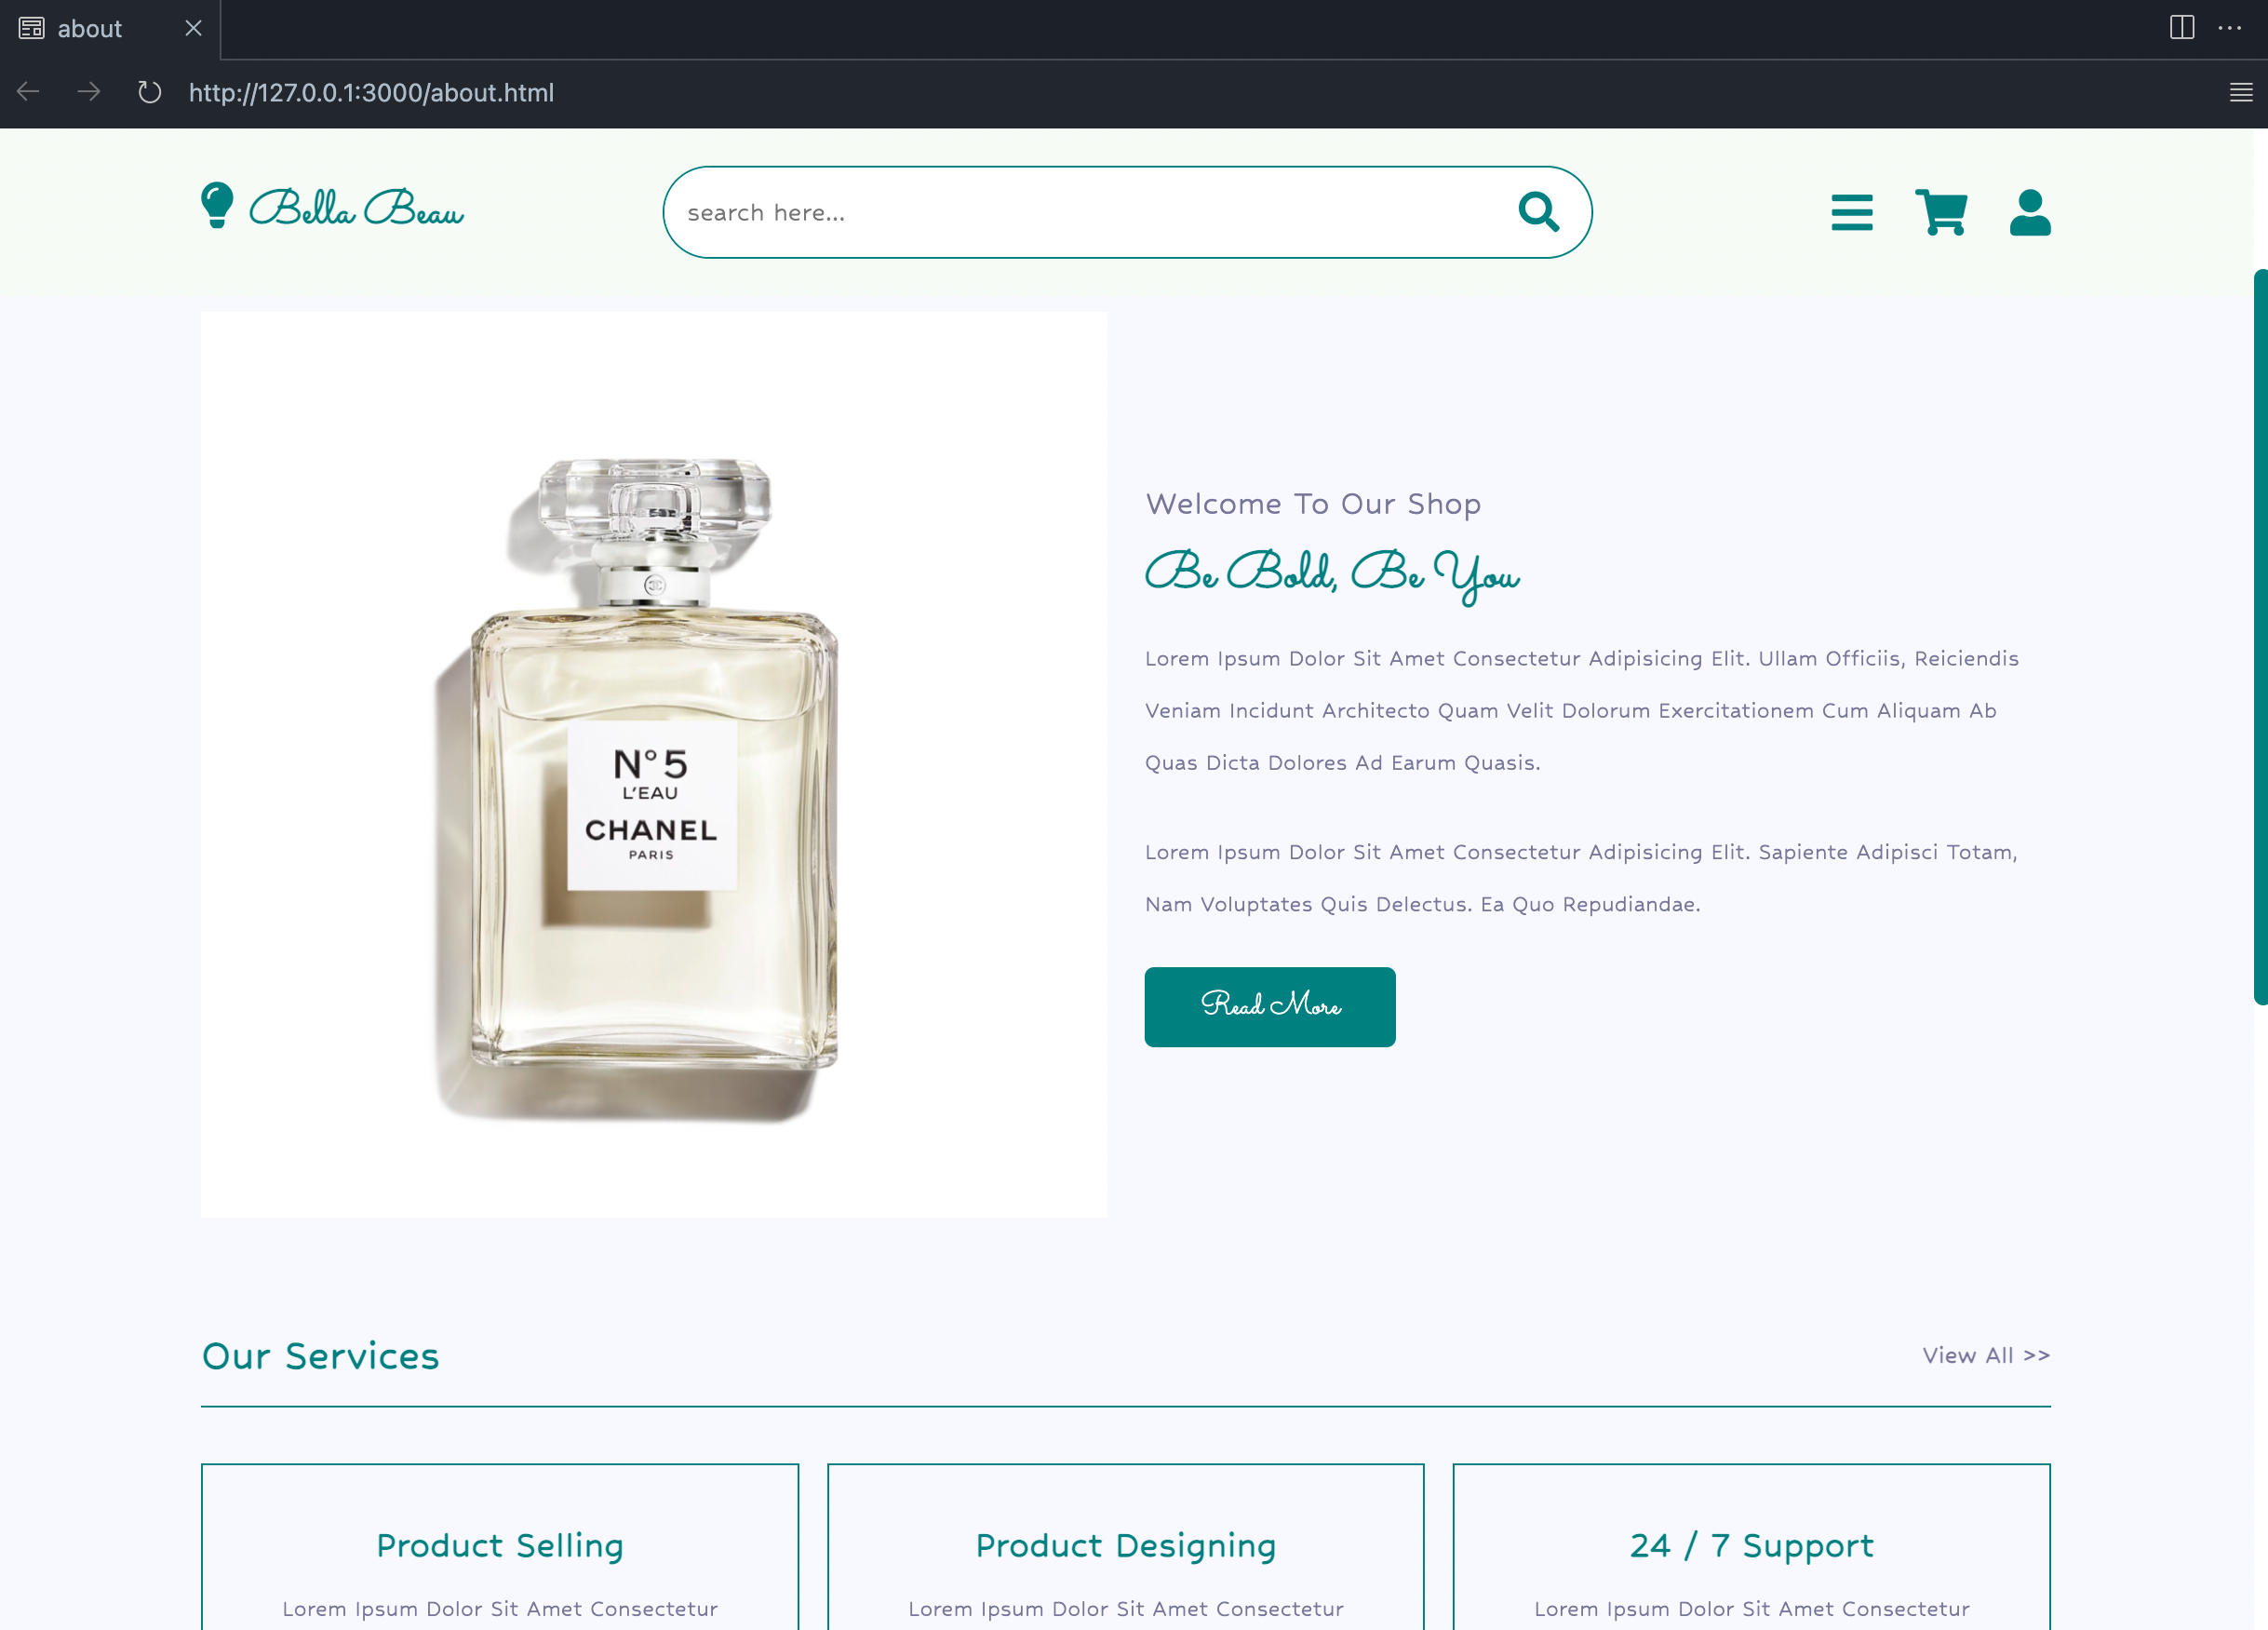 about
http://127.0.0.1:3000/about.html
Bella Beau
search here...
Welcome To Our Shop
Be Bold, Be You
Lorem Ipsum Dolor Sit Amet Consectetur Adipisicing Elit. Ullam Officiis, Reiciendis
Veniam Incidunt Architecto Quam Velit Dolorum Exercitationem Cum Aliquam Ab
Quas Dicta Dolores Ad Earum Quasis.
Lorem Ipsum Dolor Sit Amet Consectetur Adipisicing Elit. Sapiente Adipisci Totam,
Nam Voluptates Quis Delectus. Ea Quo Repudiandae.
Read More
N°5
L'EAU
CHANEL
PARIS
Our Services
View All >>
Product Selling
Lorem Ipsum Dolor Sit Amet Consectetur
Product Designing
Lorem Ipsum Dolor Sit Amet Consectetur
24 / 7 Support
Lorem Ipsum Dolor Sit Amet Consectetur